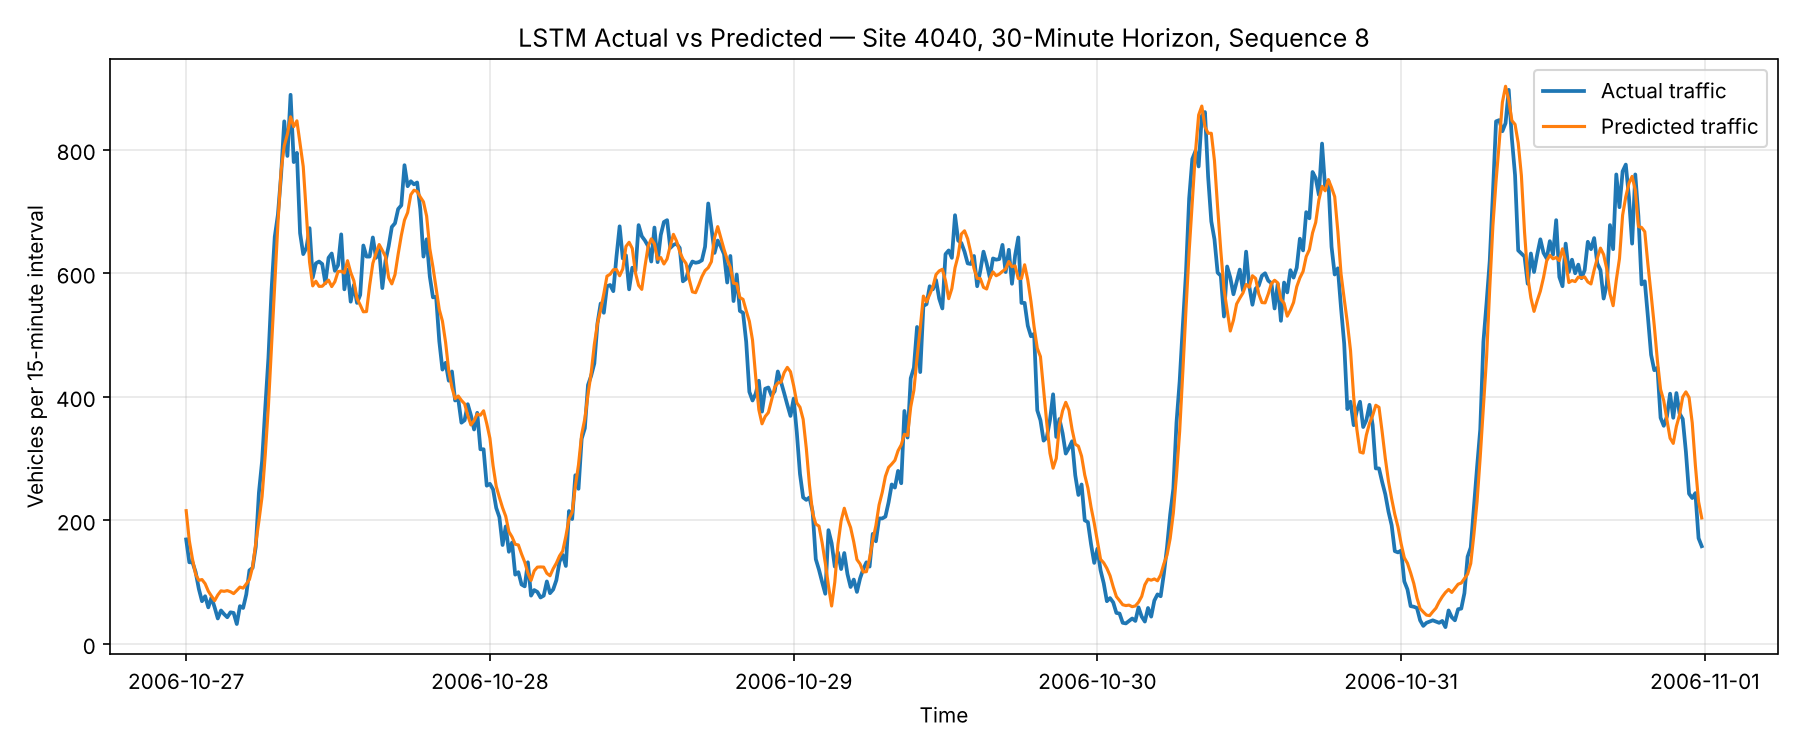 LSTM Actual vs Predicted — Site 4040, 30-Minute Horizon, Sequence 8
Actual traffic
Predicted traffic
Vehicles per 15-minute interval
800
600
400
200
0
2006-10-27
2006-10-28
2006-10-29
2006-10-30
2006-10-31
2006-11-01
Time